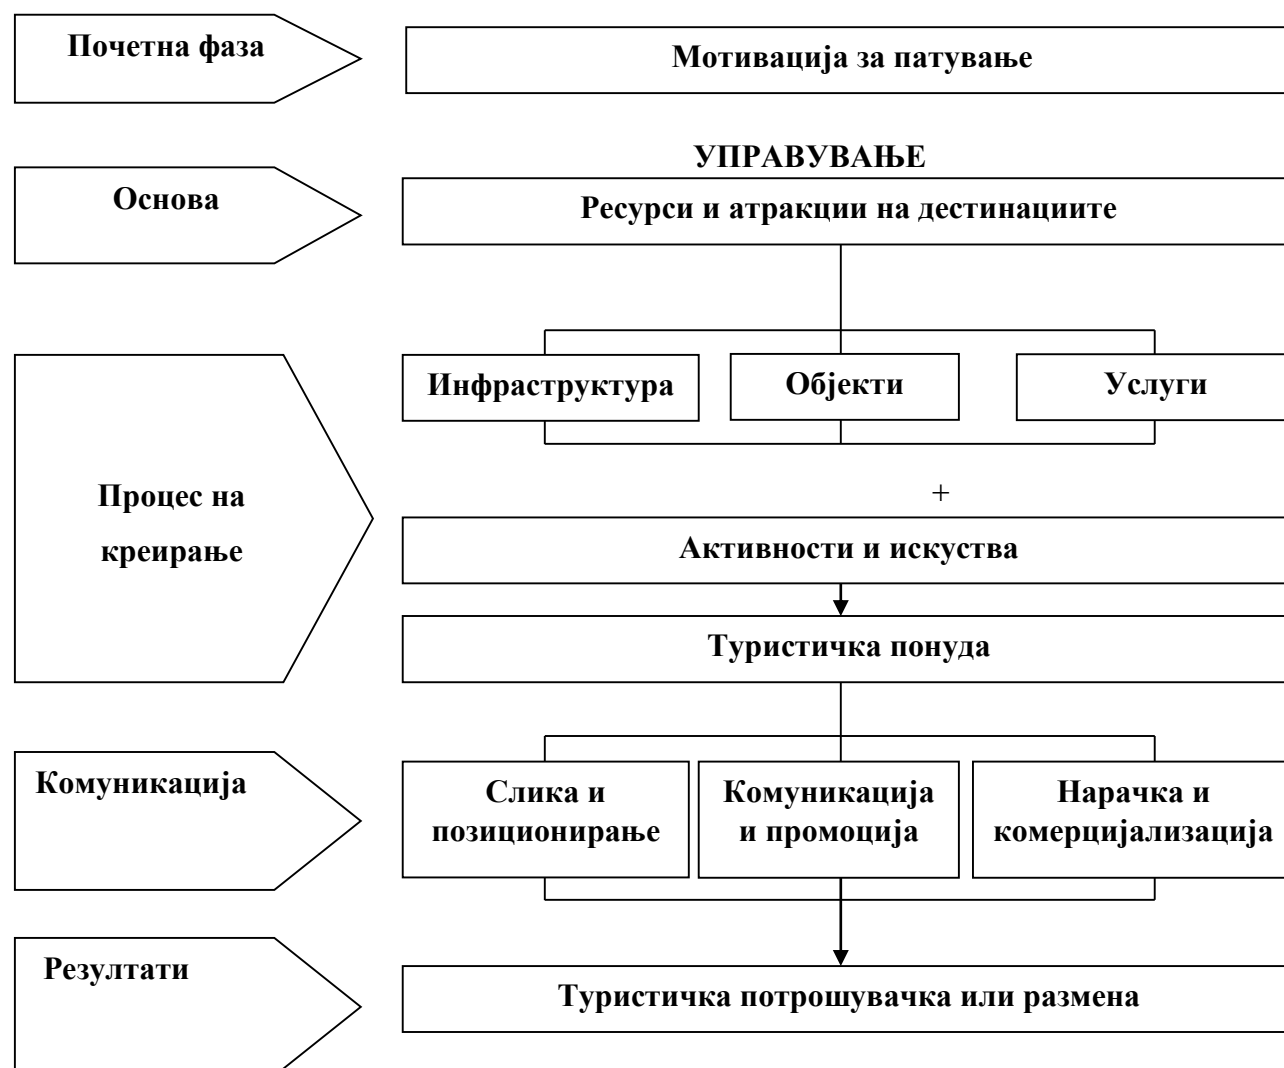 Почетна фаза
Мотивација за патување
УПРАВУВАЊЕ
Основа
Ресурси и атракции на дестинациите
Инфраструктура
Објекти
Услуги
Процес на
креирање
+
Активности и искуства
Туристичка понуда
Комуникација
Слика и
позиционирање
Комуникација
и промоција
Нарачка и
комерцијализација
Резултати
Туристичка потрошувачка или размена